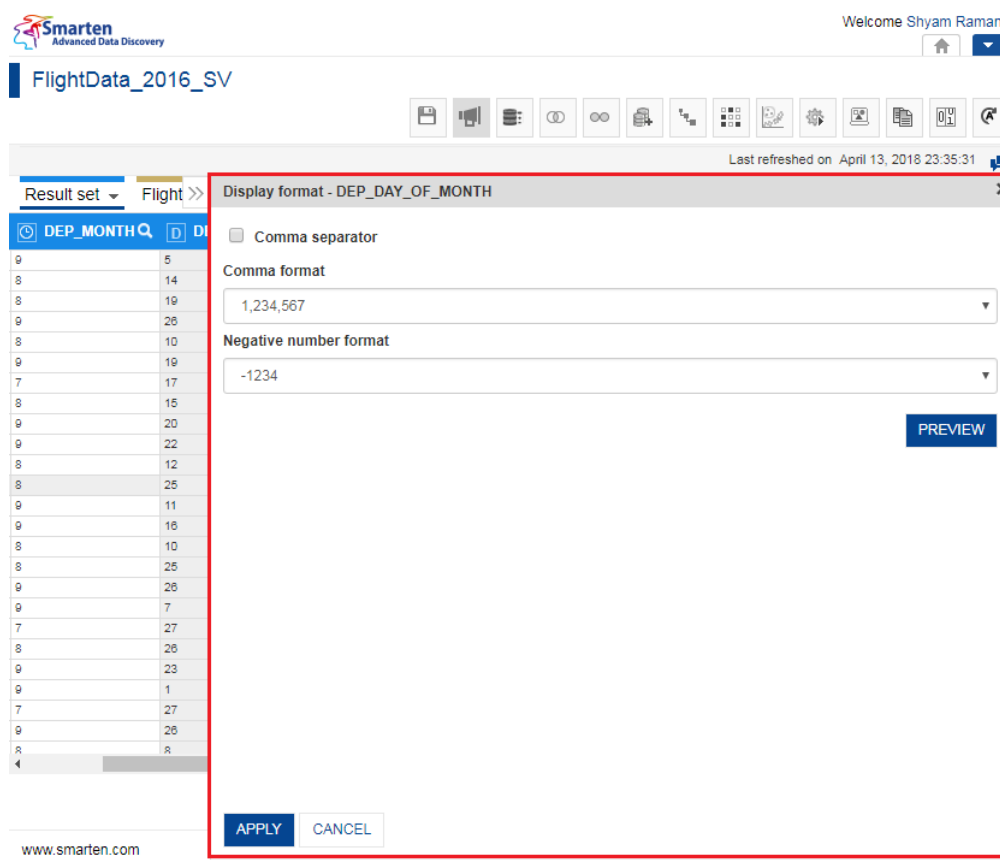 Smarten
Advanced Data Discovery
Welcome Shyam Raman
FlightData_2016_SV
Last refreshed on April 13, 2018 23:35:31
Result set
Flight
Display format - DEP_DAY_OF_MONTH
DEP_MONTH D
Comma separator
Comma format
1,234,567
Negative number format
-1234
PREVIEW
9 5
8 14
8 19
9 26
8 10
9 19
7 17
8 15
9 20
9 22
8 12
8 25
9 11
9 16
8 10
8 25
9 26
9 7
7 27
8 26
9 23
9 1
7 27
9 26
8 8
APPLY CANCEL
www.smarten.com